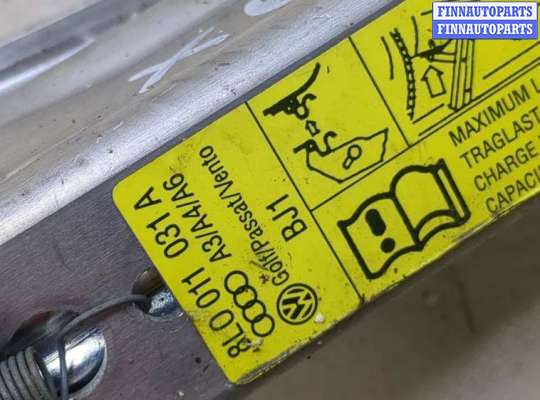 FINNAUTOPARTS
FINNAUTOPARTS
8L0 011 031 A
A3/A4/A6
Golf/Passat/Vento
BJ1
MAXIMUM L
TRAGLAST
CHARGE
CAPACI